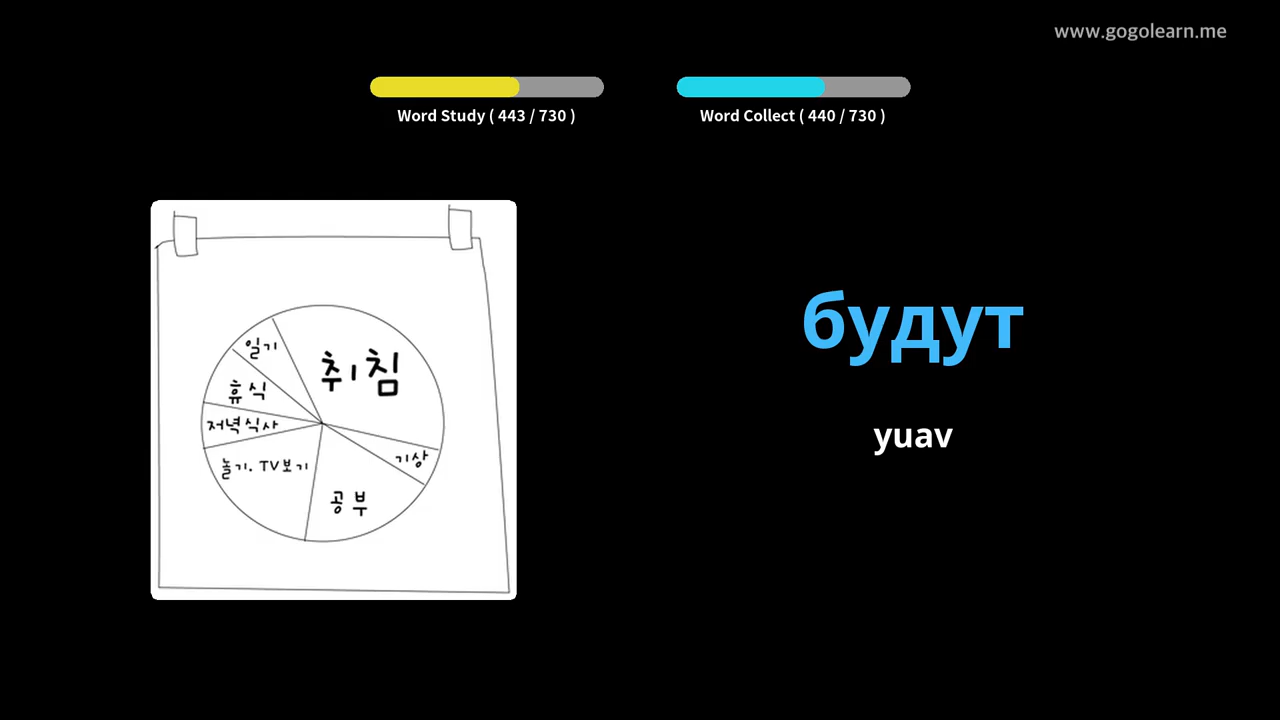 www.gogolearn.me
Word Study ( 443 / 730 )
Word Collect ( 440 / 730 )
일기
취침
휴식
저녁식사
놀기. TV보기
기상
공부
будут
yuav